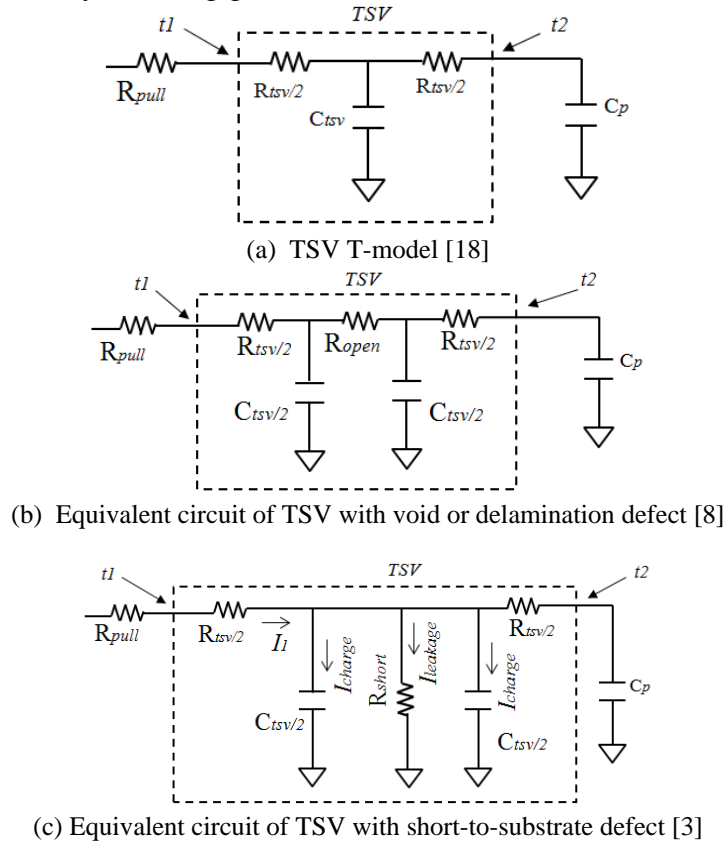 TSV
t1
t2
Rpull
Rtsv/2
Rtsv/2
Ctsv
Cp
(a) TSV T-model [18]
TSV
t1
t2
Rpull
Rtsv/2
Ropen
Rtsv/2
Cp
Ctsv/2
Ctsv/2
(b) Equivalent circuit of TSV with void or delamination defect [8]
TSV
t1
t2
Rpull
Rtsv/2
I1
Icharge
Rshort
Ileakage
Icharge
Rtsv/2
Cp
Ctsv/2
Ctsv/2
(c) Equivalent circuit of TSV with short-to-substrate defect [3]